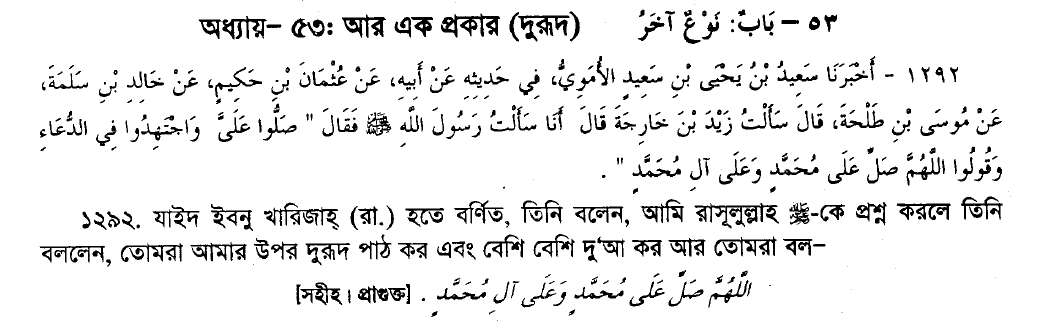 অধ্যায়– ৫৩: আর এক প্রকার (দুরূদ) ٥٣ – بَابٌ: نَوْعٌ آخَرُ
١٢٩٢ - أَخْبَرَنَا سَعِيدُ بْنُ يَحْيَى بْنِ سَعِيدٍ الْأُمَوِيُّ، فِي حَدِيثِهِ عَنْ أَبِيهِ، عَنْ عُثْمَانَ بْنِ حَكِيمٍ، عَنْ خَالِدِ بْنِ سَلَمَةَ،
عَنْ مُوسَى بْنِ طَلْحَةَ، قَالَ سَأَلْتُ زَيْدَ بْنَ خَارِجَةَ قَالَ أَنَا سَأَلْتُ رَسُولَ اللَّهِ ﷺ فَقَالَ " صَلُّوا عَلَىَّ وَاجْتَهِدُوا فِي الدُّعَاءِ
وَقُولُوا اللَّهُمَّ صَلِّ عَلَى مُحَمَّدٍ وَعَلَى آلِ مُحَمَّدٍ " .
১২৯২. যাইদ ইবনু খারিজাহ্ (রা.) হতে বর্ণিত, তিনি বলেন, আমি রাসূলুল্লাহ ﷺ-কে প্রশ্ন করলে তিনি
বললেন, তোমরা আমার উপর দুরূদ পাঠ কর এবং বেশি বেশি দু'আ কর আর তোমরা বল–
اللَّهُمَّ صَلِّ عَلَى مُحَمَّدٍ وَعَلَى آلِ مُحَمَّدٍ . [সহীহ। প্রাগুক্ত]